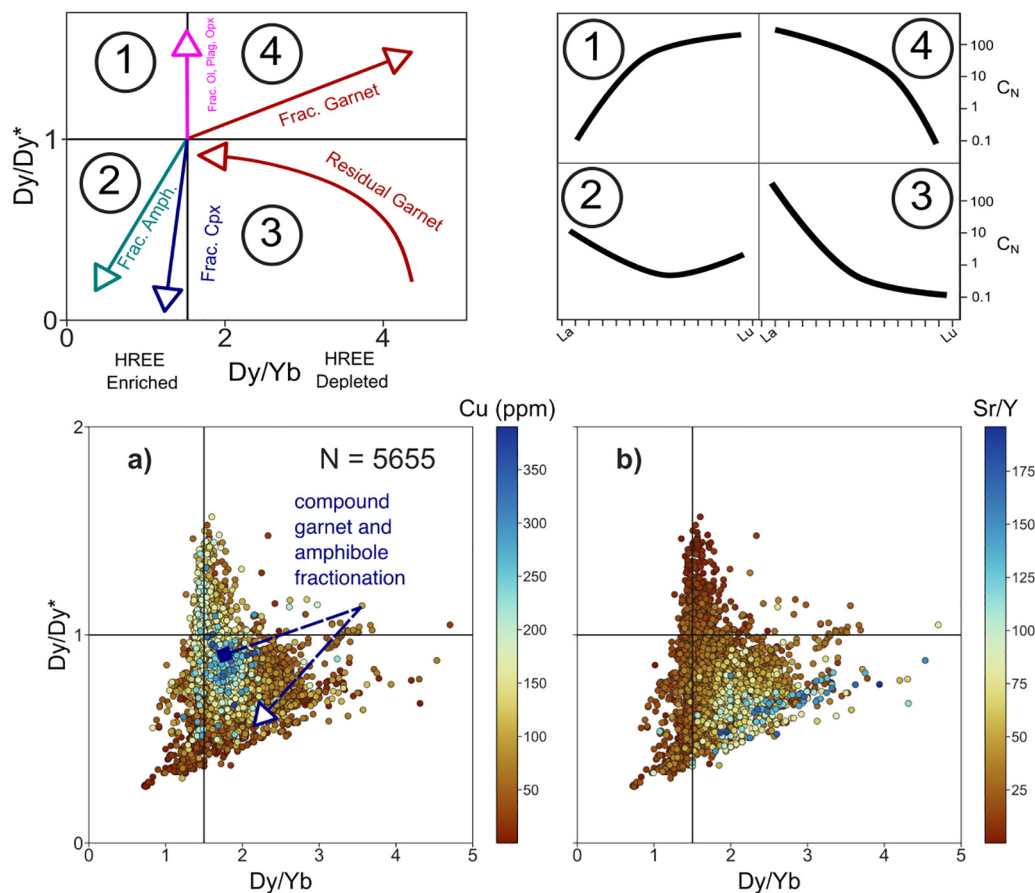 1
4
Frac. Ol, Plag, Opx
Frac. Garnet
Dy/Dy*
1
2
Frac. Amph.
Frac. Cpx
3
Residual Garnet
0
0
2
4
HREE
Enriched
Dy/Yb
HREE
Depleted
1
4
100
10
1
0.1
C_N
2
3
100
10
1
0.1
C_N
La
Lu
La
Lu
Cu (ppm)
Sr/Y
a)
N = 5655
compound
garnet and
amphibole
fractionation
2
1
0
Dy/Dy*
0
1
2
3
4
5
Dy/Yb
350
300
250
200
150
100
50
b)
0
1
2
3
4
5
Dy/Yb
175
150
125
100
75
50
25